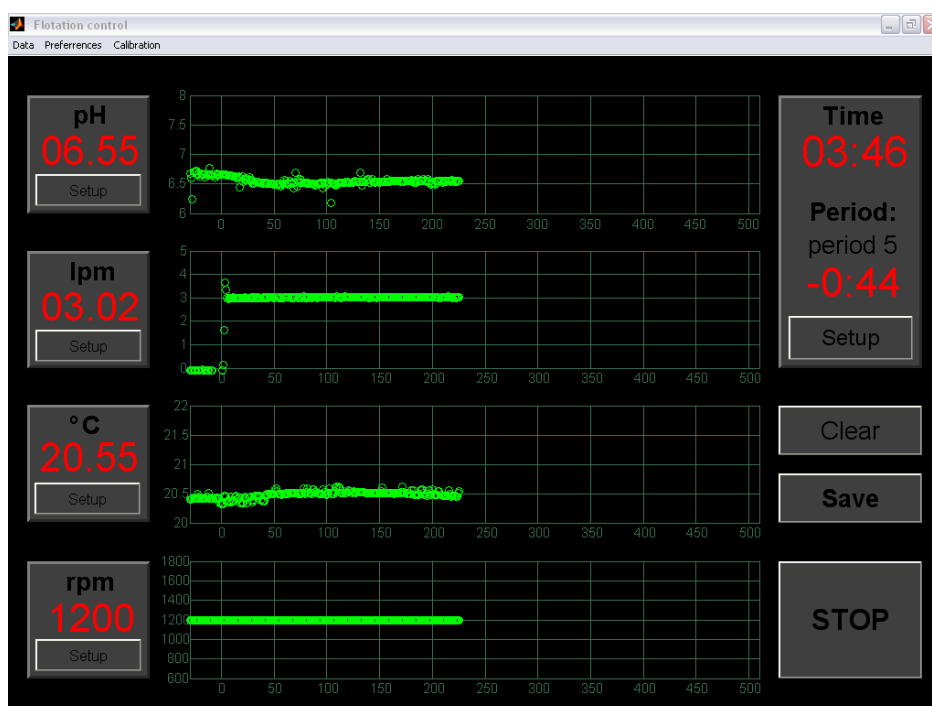 Flotation control
Data Preferrences Calibration
pH
06.55
Setup
8
7.5
7
6.5
6
0 50 100 150 200 250 300 350 400 450 500
lpm
03.02
Setup
5
4
3
2
1
0
0 50 100 150 200 250 300 350 400 450 500
°C
20.55
Setup
22
21.5
21
20.5
20
0 50 100 150 200 250 300 350 400 450 500
rpm
1200
Setup
1800
1600
1400
1200
1000
800
600
0 50 100 150 200 250 300 350 400 450 500
Time
03:46
Period:
period 5
-0:44
Setup
Clear
Save
STOP